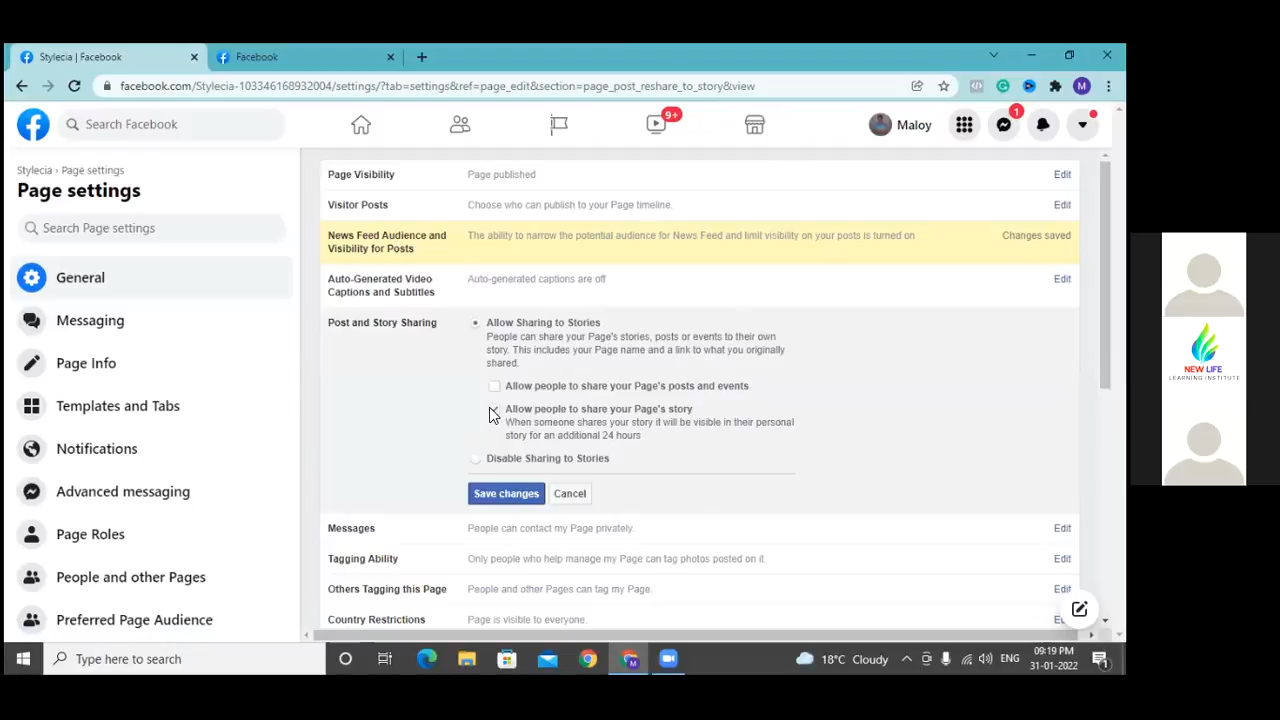 Stylecia | Facebook
Facebook
facebook.com/Stylecia-103346168932004/settings/?tab=settings&ref=page_edit&section=page_post_reshare_to_story&view
M
Search Facebook
9+
Maloy
1
Stylecia › Page settings
Page settings
Search Page settings
General
Messaging
Page Info
Templates and Tabs
Notifications
Advanced messaging
Page Roles
People and other Pages
Preferred Page Audience
Page Visibility
Page published
Edit
Visitor Posts
Choose who can publish to your Page timeline.
Edit
News Feed Audience and
Visibility for Posts
The ability to narrow the potential audience for News Feed and limit visibility on your posts is turned on
Changes saved
Auto-Generated Video
Captions and Subtitles
Auto-generated captions are off
Edit
Post and Story Sharing
Allow Sharing to Stories
People can share your Page's stories, posts or events to their own
story. This includes your Page name and a link to what you originally
shared.
Allow people to share your Page's posts and events
Allow people to share your Page's story
When someone shares your story it will be visible in their personal
story for an additional 24 hours
Disable Sharing to Stories
Save changes
Cancel
Messages
People can contact my Page privately.
Edit
Tagging Ability
Only people who help manage my Page can tag photos posted on it.
Edit
Others Tagging this Page
People and other Pages can tag my Page.
Edit
Country Restrictions
Page is visible to everyone.
NEW LIFE
LEARNING INSTITUTE
Type here to search
M
18°C Cloudy
ENG
09:19 PM
31-01-2022
1